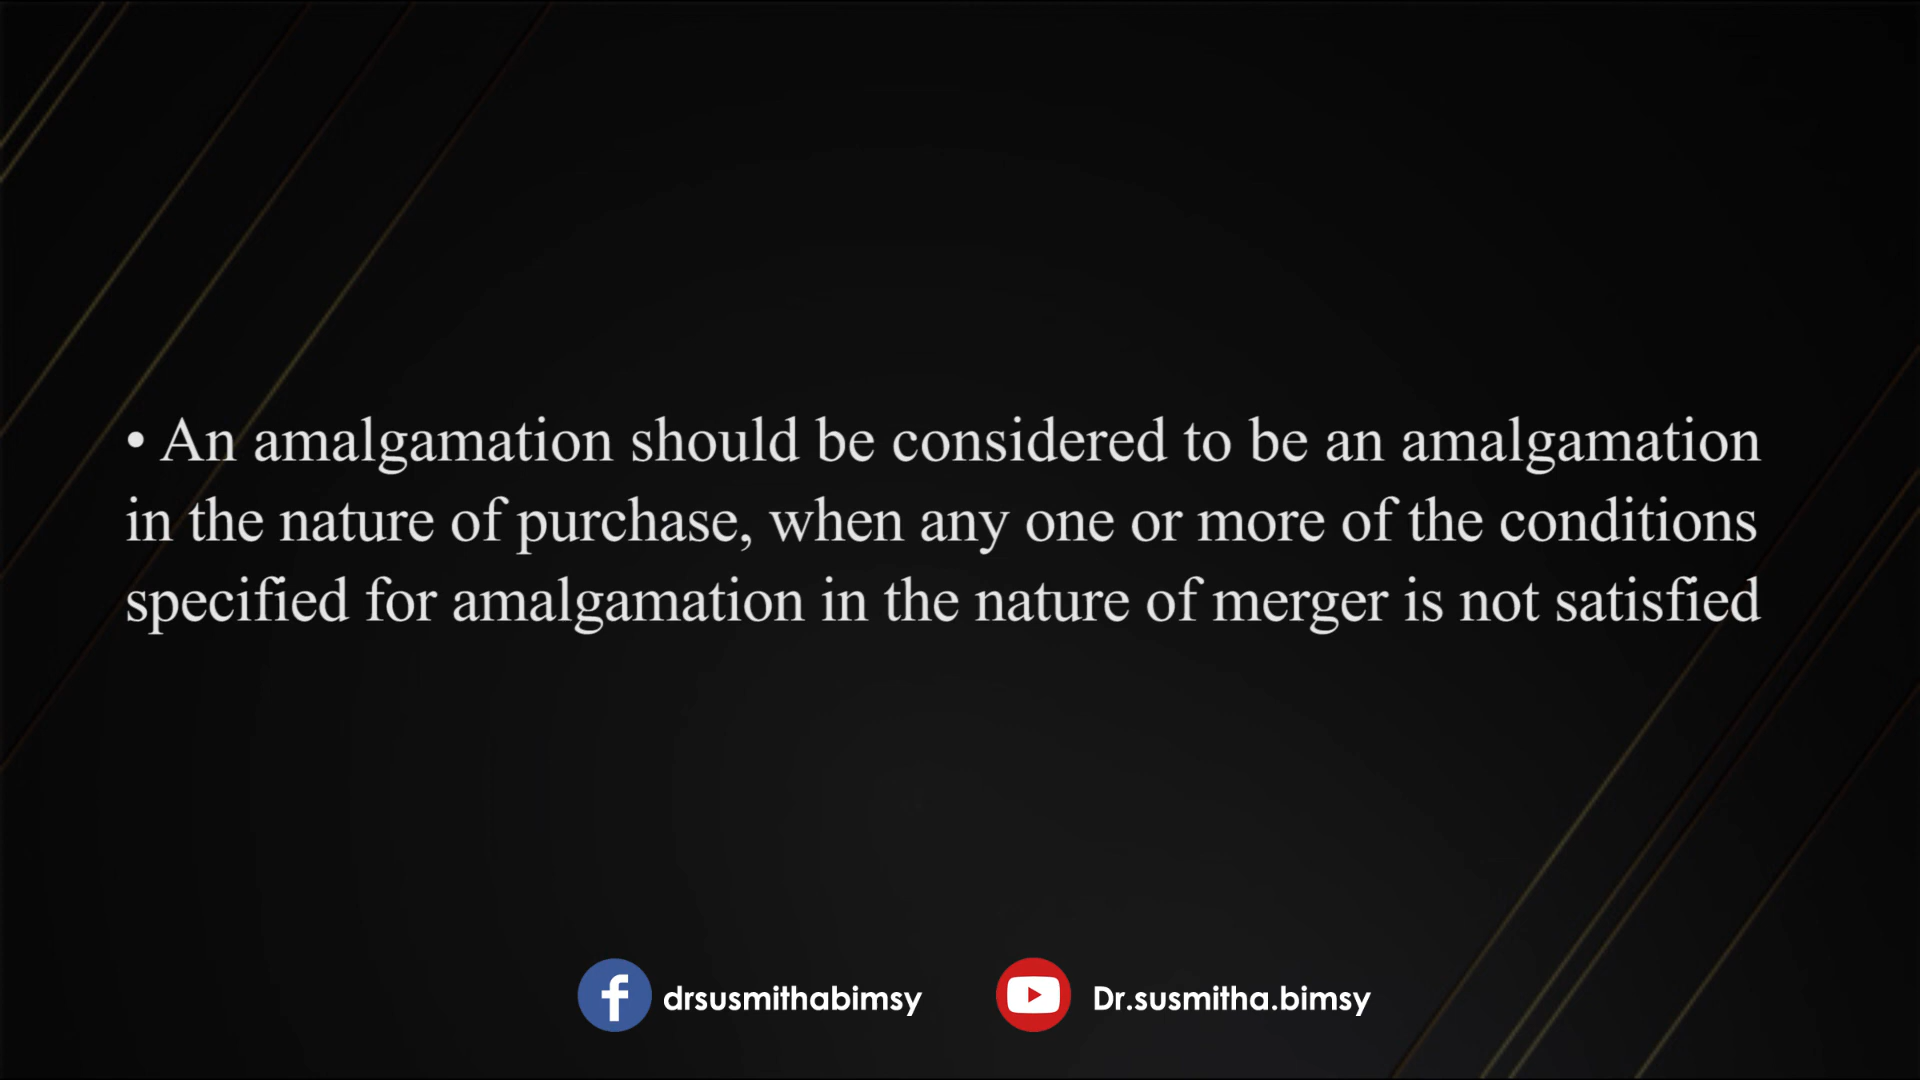 • An amalgamation should be considered to be an amalgamation
in the nature of purchase, when any one or more of the conditions
specified for amalgamation in the nature of merger is not satisfied
drsusmithabimsy
Dr.susmitha.bimsy